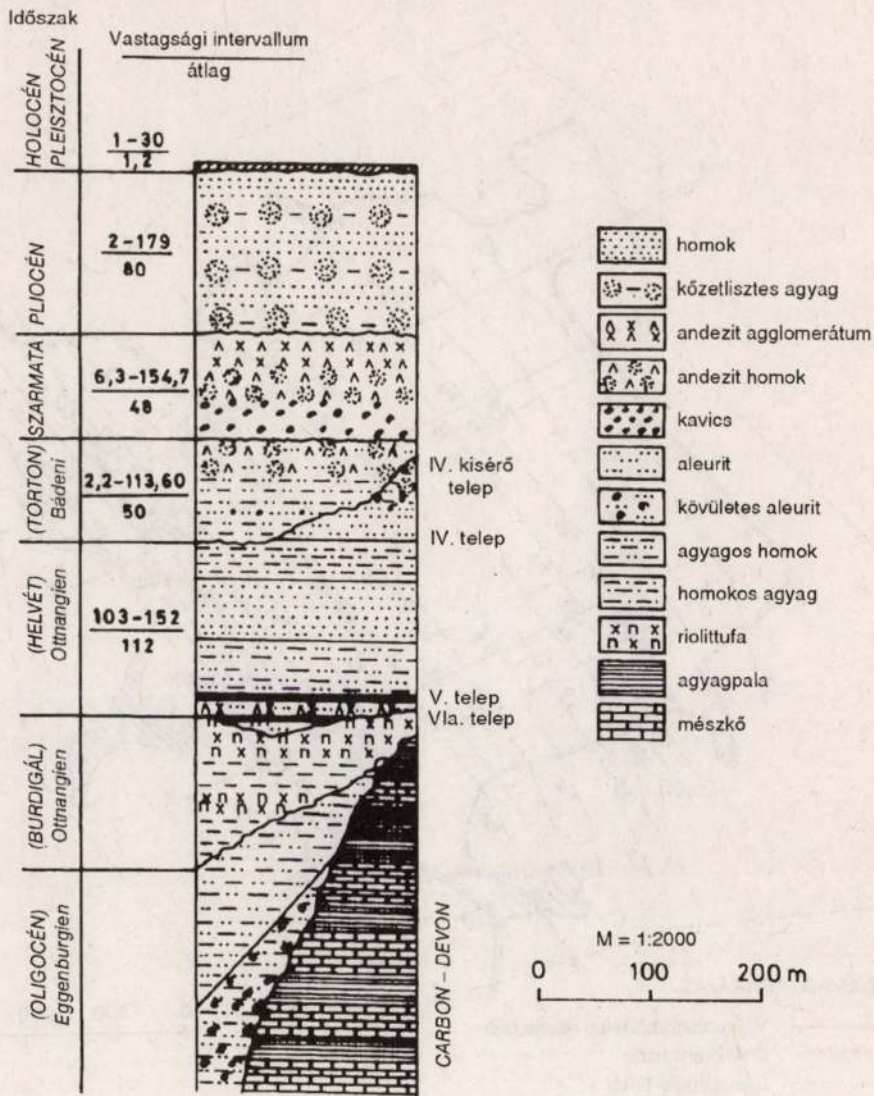 Időszak
Vastagsági intervallum
átlag
HOLOCÉN
PLEISZTOCÉN
1-30
1,2
PLIOCÉN
2-179
80
SZARMATA
6,3-154,7
48
(TORTON)
Bádeni
2,2-113,60
50
(HELVÉT)
Ottnangien
103-152
112
(BURDIGÁL)
Ottnangien
(OLIGOCÉN)
Eggenburgien
IV. kisérő
telep
IV. telep
V. telep
VIa. telep
CARBON – DEVON
homok
kőzetlisztes agyag
andezit agglomerátum
andezit homok
kavics
aleurit
kövületes aleurit
agyagos homok
homokos agyag
riolittufa
agyagpala
mészkő
M = 1:2000
0 100 200 m